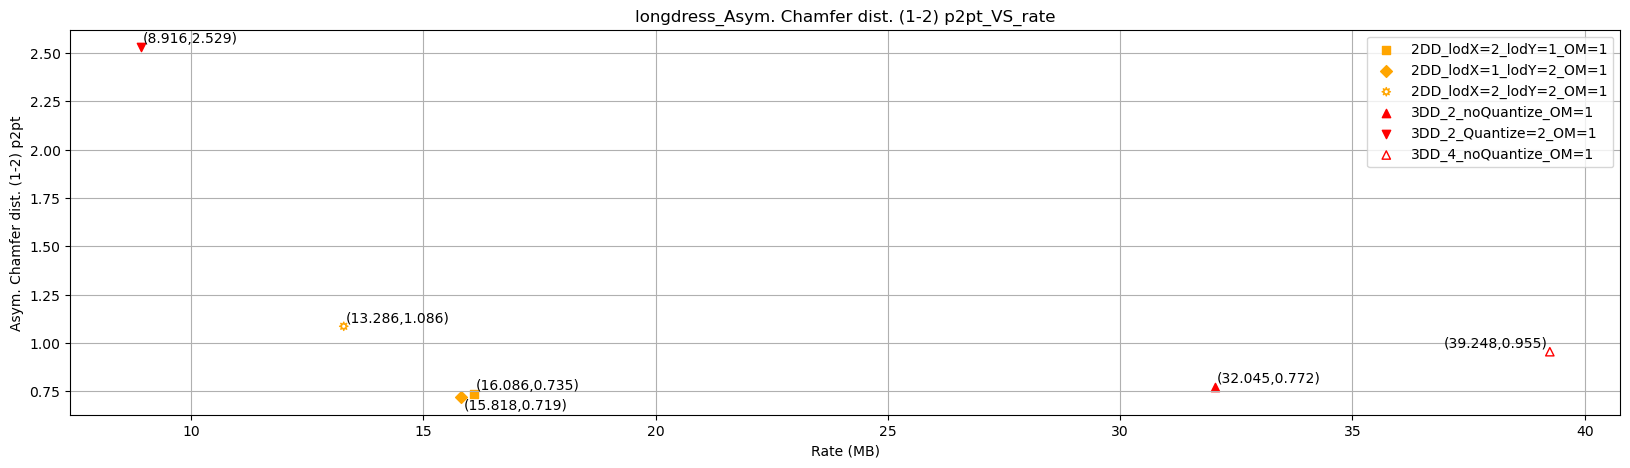 longdress_Asym. Chamfer dist. (1-2) p2pt_VS_rate
Asym. Chamfer dist. (1-2) p2pt
2.50
2.25
2.00
1.75
1.50
1.25
1.00
0.75
(8.916,2.529)
(13.286,1.086)
(16.086,0.735)
(15.818,0.719)
(32.045,0.772)
(39.248,0.955)
2DD_lodX=2_lodY=1_OM=1
2DD_lodX=1_lodY=2_OM=1
2DD_lodX=2_lodY=2_OM=1
3DD_2_noQuantize_OM=1
3DD_2_Quantize=2_OM=1
3DD_4_noQuantize_OM=1
10 15 20 25 30 35 40
Rate (MB)